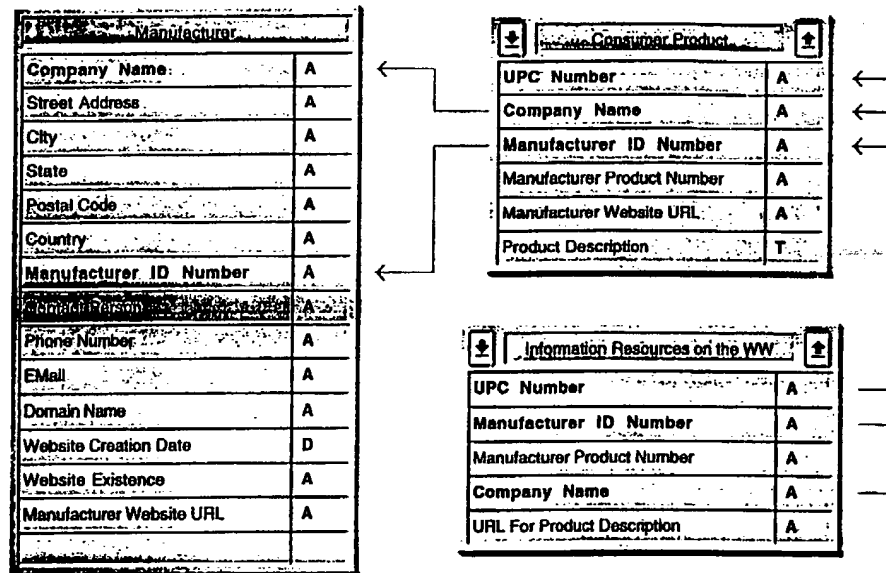 Manufacturer
Company Name A
Street Address A
City A
State A
Postal Code A
Country A
Manufacturer ID Number A
Contact Person A
Phone Number A
EMail A
Domain Name A
Website Creation Date D
Website Existence A
Manufacturer Website URL A
Consumer Product
UPC Number A
Company Name A
Manufacturer ID Number A
Manufacturer Product Number A
Manufacturer Website URL A
Product Description T
Information Resources on the WW
UPC Number A
Manufacturer ID Number A
Manufacturer Product Number A
Company Name A
URL For Product Description A